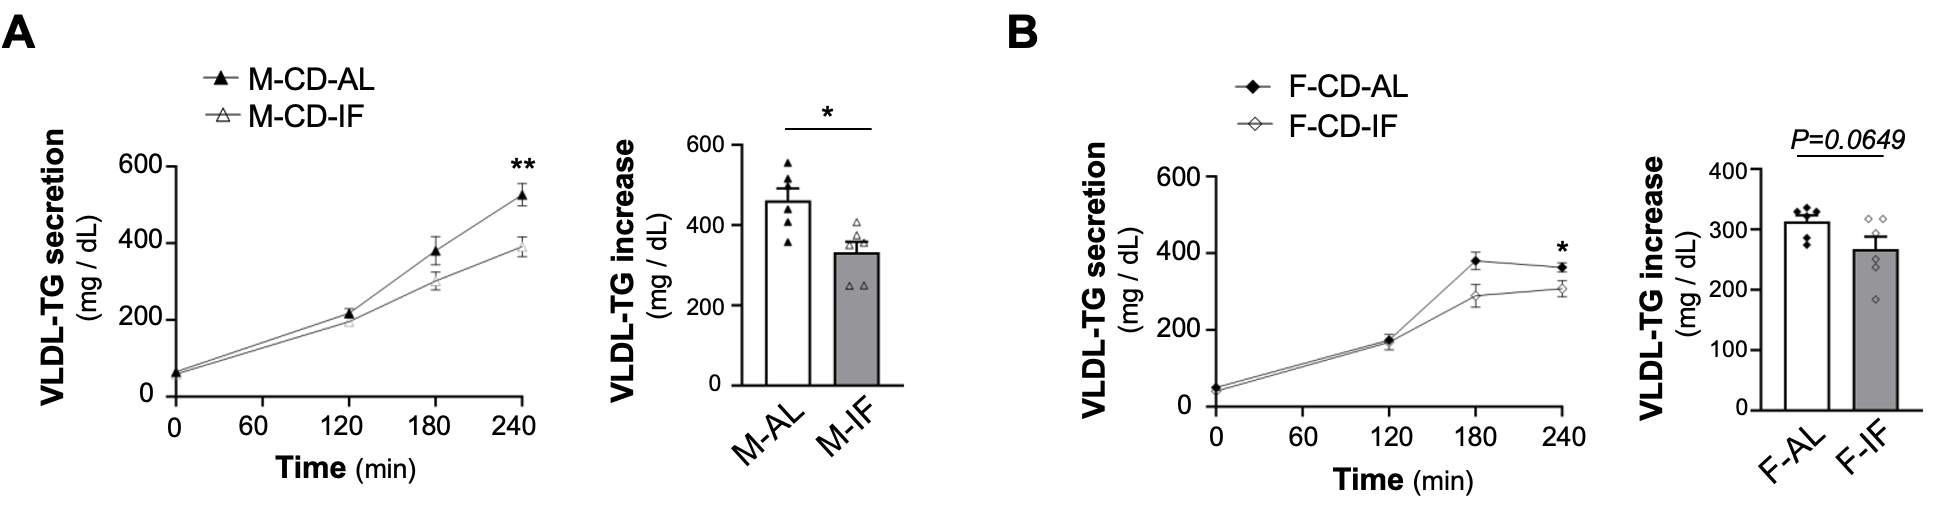 A
M-CD-AL
M-CD-IF
VLDL-TG secretion
(mg / dL)
600
400
200
0
**
0 60 120 180 240
Time (min)
VLDL-TG increase
(mg / dL)
600
400
200
0
*
M-AL
M-IF
B
F-CD-AL
F-CD-IF
VLDL-TG secretion
(mg / dL)
600
400
200
0
*
0 60 120 180 240
Time (min)
VLDL-TG increase
(mg / dL)
400
300
200
100
0
P=0.0649
F-AL
F-IF